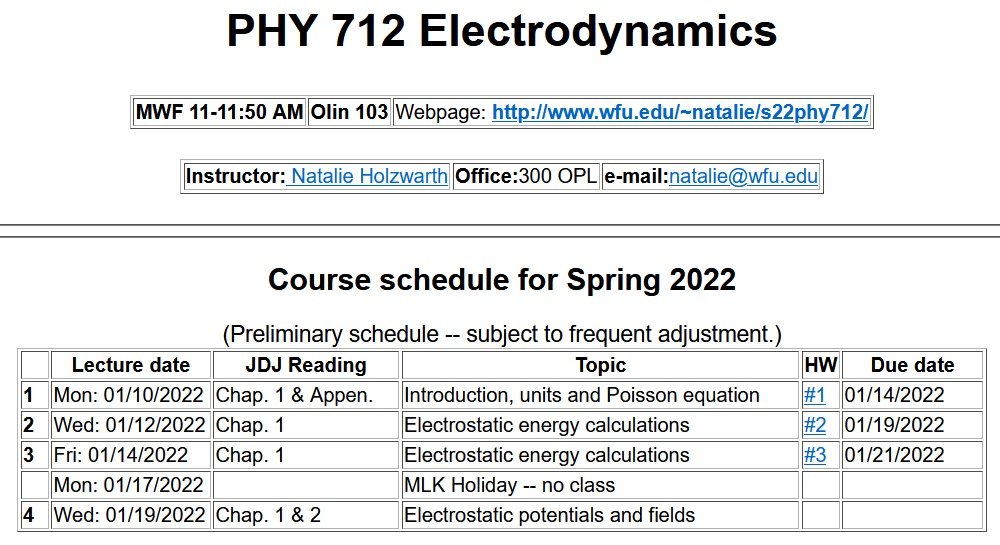 PHY 712 Electrodynamics
MWF 11-11:50 AM Olin 103 Webpage: http://www.wfu.edu/~natalie/s22phy712/
Instructor: Natalie Holzwarth Office:300 OPL e-mail:natalie@wfu.edu
Course schedule for Spring 2022
(Preliminary schedule -- subject to frequent adjustment.)
Lecture date JDJ Reading Topic HW Due date
1 Mon: 01/10/2022 Chap. 1 & Appen. Introduction, units and Poisson equation #1 01/14/2022
2 Wed: 01/12/2022 Chap. 1 Electrostatic energy calculations #2 01/19/2022
3 Fri: 01/14/2022 Chap. 1 Electrostatic energy calculations #3 01/21/2022
Mon: 01/17/2022 MLK Holiday -- no class
4 Wed: 01/19/2022 Chap. 1 & 2 Electrostatic potentials and fields